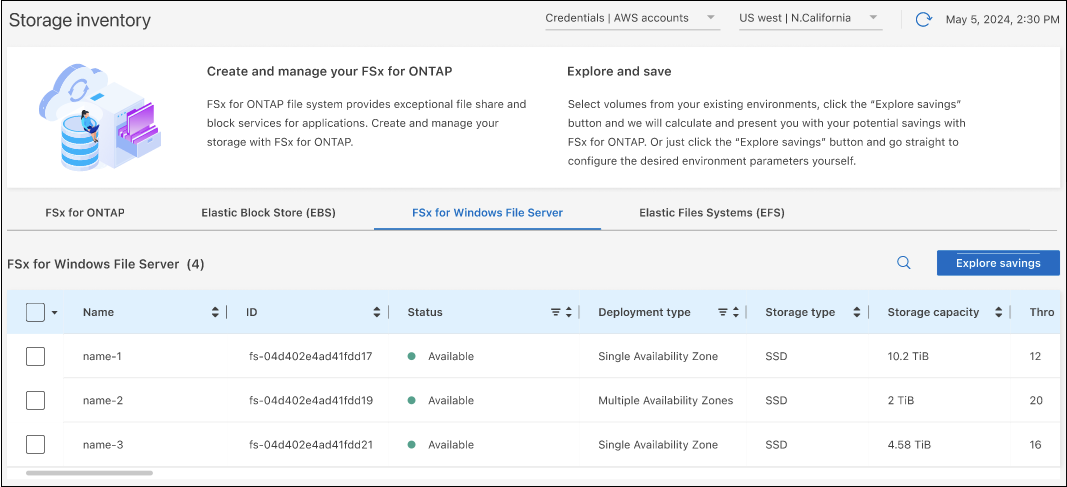 Storage inventory
Credentials | AWS accounts
US west | N.California
May 5, 2024, 2:30 PM
Create and manage your FSx for ONTAP
FSx for ONTAP file system provides exceptional file share and
block services for applications. Create and manage your
storage with FSx for ONTAP.
Explore and save
Select volumes from your existing environments, click the “Explore savings”
button and we will calculate and present you with your potential savings with
FSx for ONTAP. Or just click the “Explore savings” button and go straight to
configure the desired environment parameters yourself.
FSx for ONTAP Elastic Block Store (EBS) FSx for Windows File Server Elastic Files Systems (EFS)
FSx for Windows File Server (4)
Explore savings
Name ID Status Deployment type Storage type Storage capacity Thro
name-1 fs-04d402e4ad41fdd17 Available Single Availability Zone SSD 10.2 TiB 12
name-2 fs-04d402e4ad41fdd19 Available Multiple Availability Zones SSD 2 TiB 20
name-3 fs-04d402e4ad41fdd21 Available Single Availability Zone SSD 4.58 TiB 16